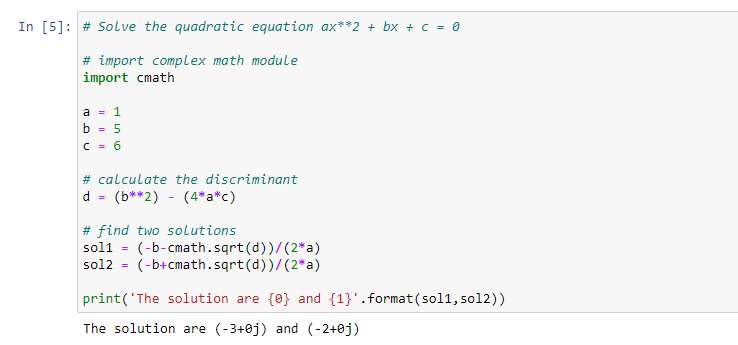 In [5]: # Solve the quadratic equation ax**2 + bx + c = 0
# import complex math module
import cmath
a = 1
b = 5
c = 6
# calculate the discriminant
d = (b**2) - (4*a*c)
# find two solutions
sol1 = (-b-cmath.sqrt(d))/(2*a)
sol2 = (-b+cmath.sqrt(d))/(2*a)
print('The solution are {0} and {1}'.format(sol1,sol2))
The solution are (-3+0j) and (-2+0j)